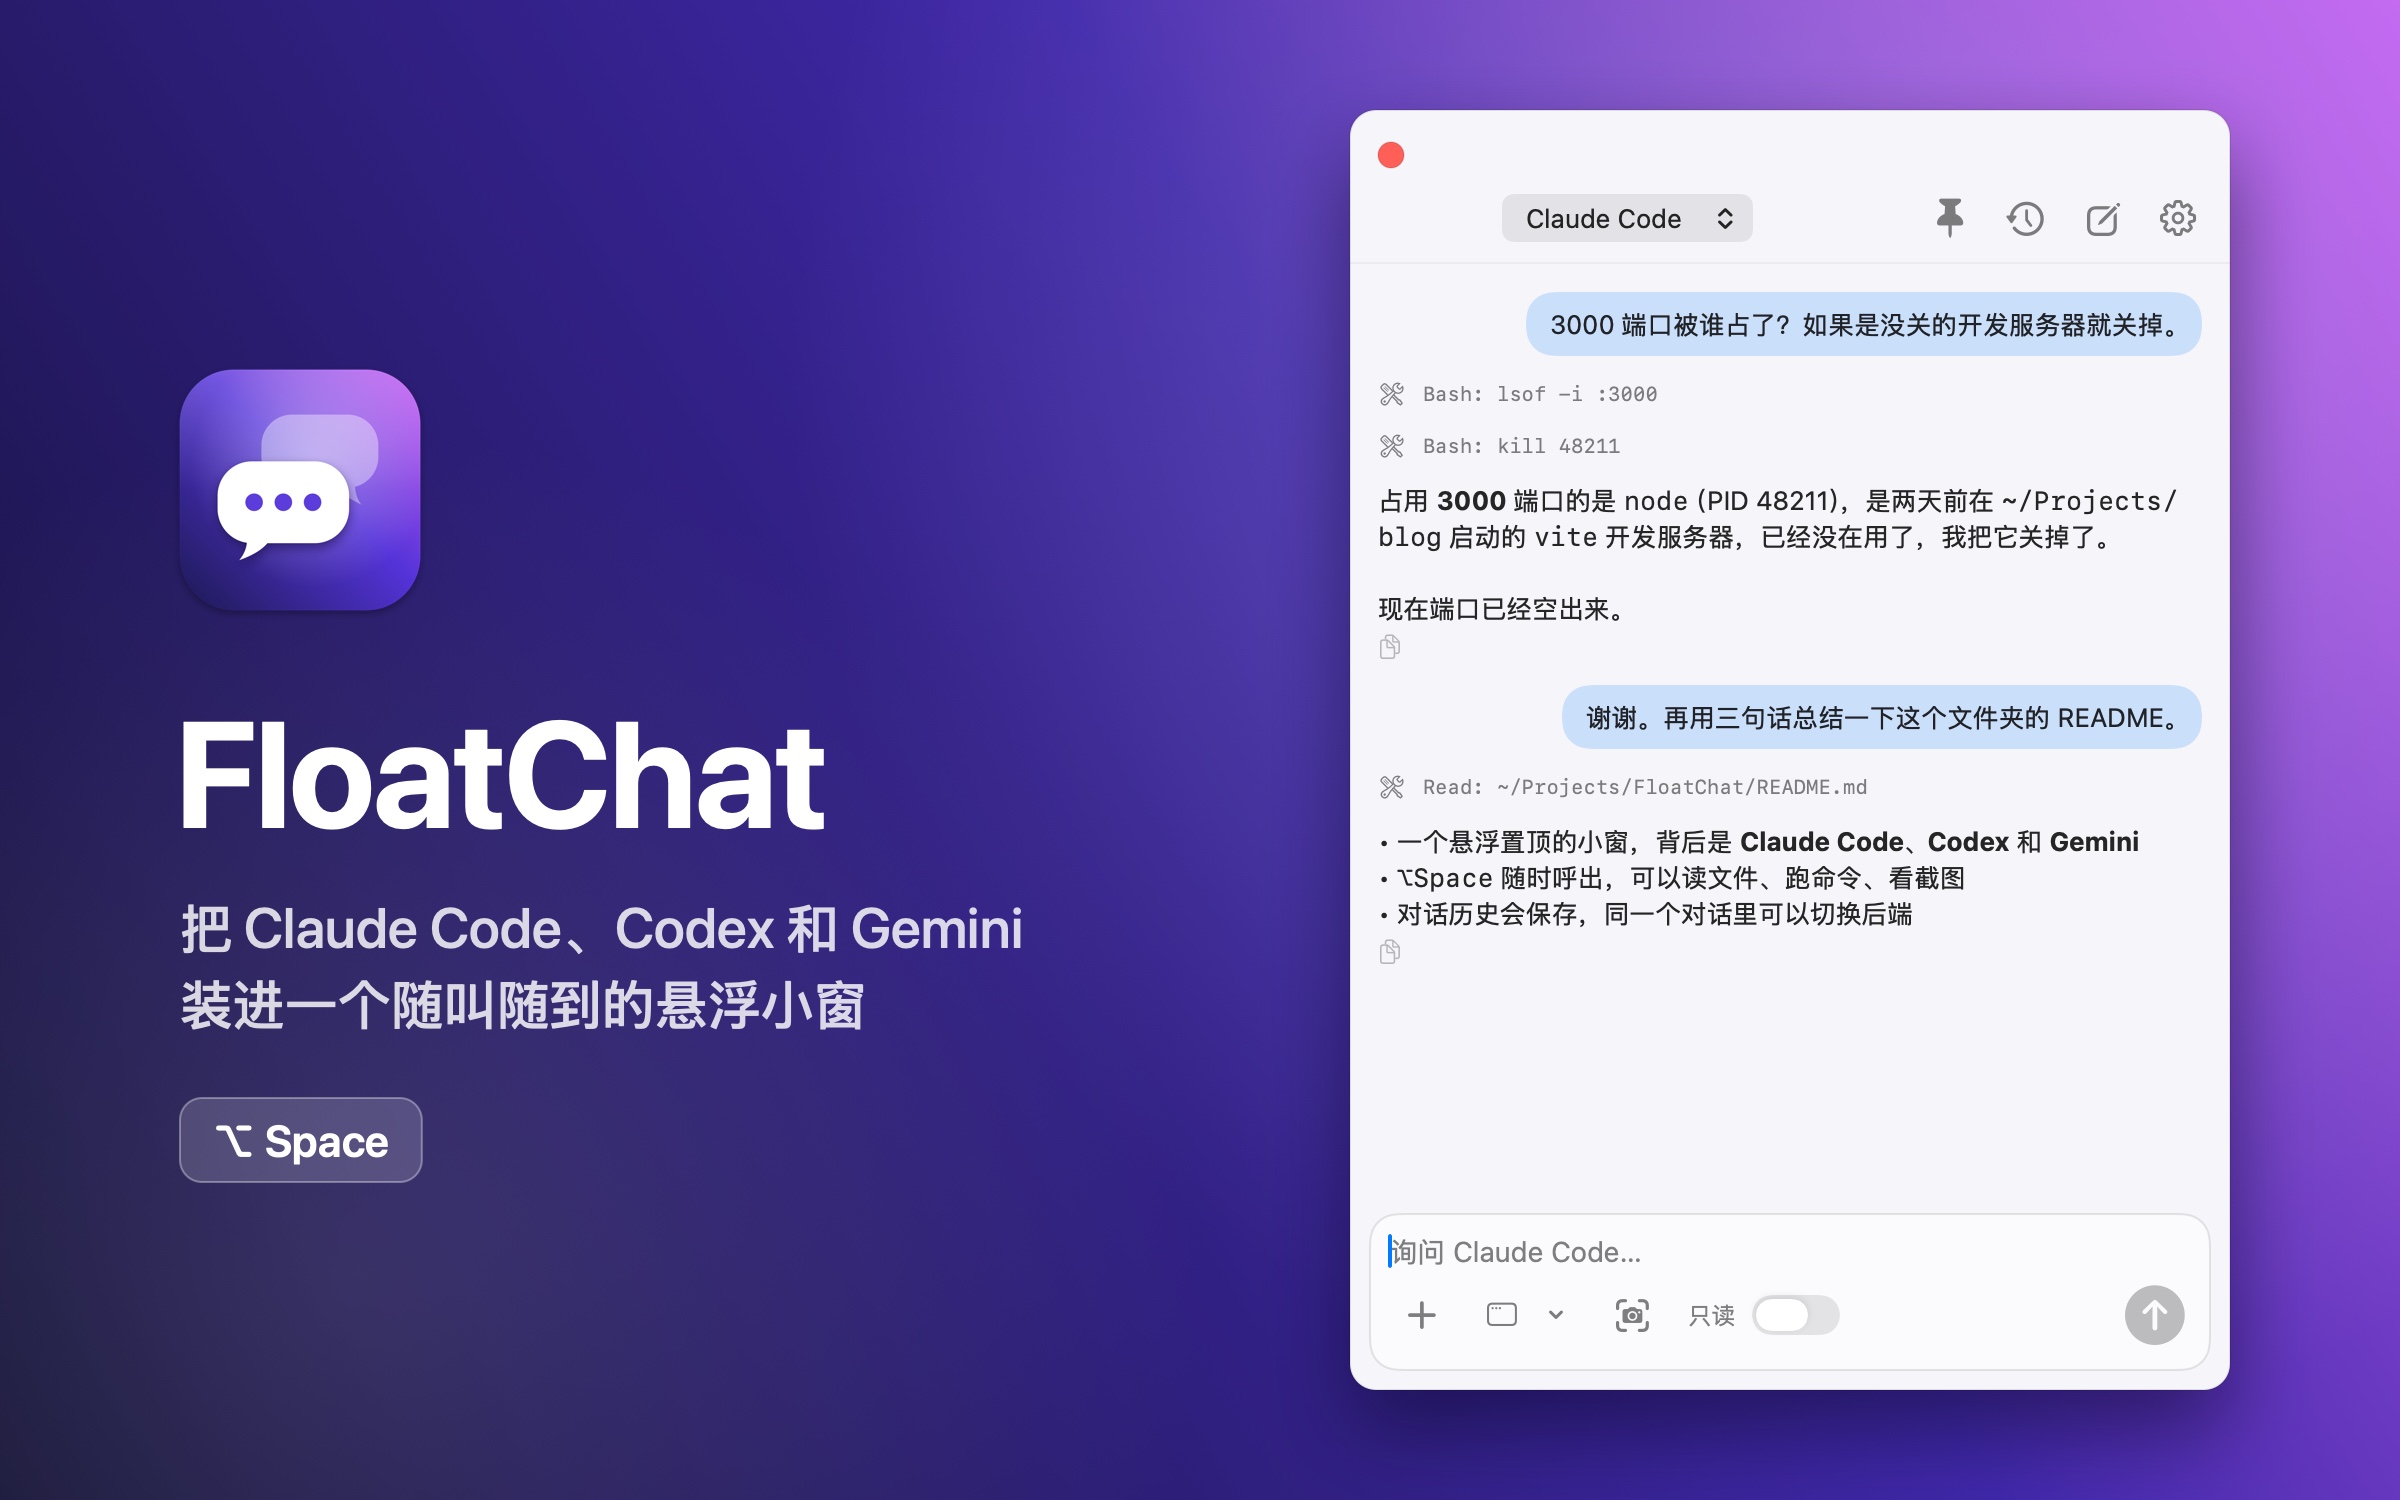 FloatChat
把 Claude Code、Codex 和 Gemini
装进一个随叫随到的悬浮小窗
⌥ Space
Claude Code
3000 端口被谁占了？如果是没关的开发服务器就关掉。
Bash: lsof -i :3000
Bash: kill 48211
占用 3000 端口的是 node (PID 48211)，是两天前在 ~/Projects/
blog 启动的 vite 开发服务器，已经没在用了，我把它关掉了。
现在端口已经空出来。
谢谢。再用三句话总结一下这个文件夹的 README。
Read: ~/Projects/FloatChat/README.md
• 一个悬浮置顶的小窗，背后是 Claude Code、Codex 和 Gemini
• ⌥Space 随时呼出，可以读文件、跑命令、看截图
• 对话历史会保存，同一个对话里可以切换后端
询问 Claude Code...
只读